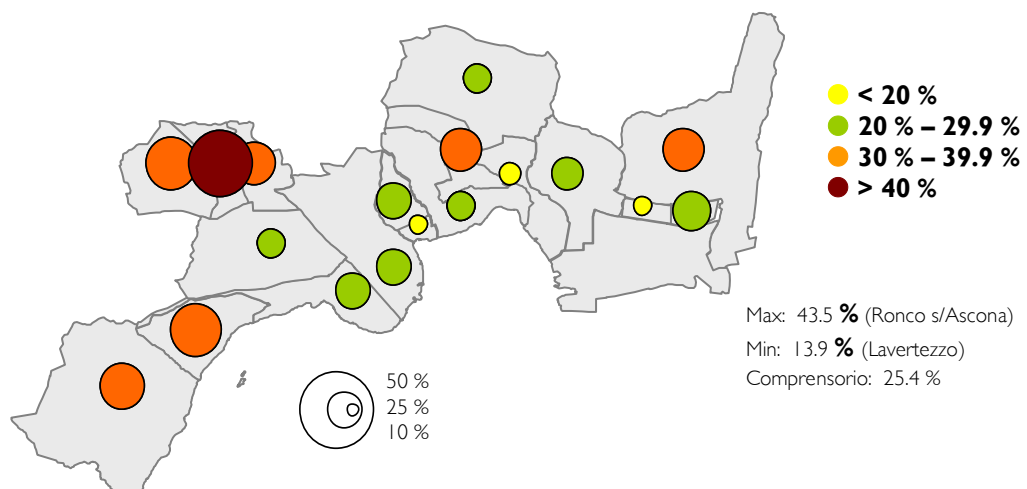 < 20 %
20 % – 29.9 %
30 % – 39.9 %
> 40 %
Max: 43.5 % (Ronco s/Ascona)
Min: 13.9 % (Lavertezzo)
Comprensorio: 25.4 %
50 %
25 %
10 %